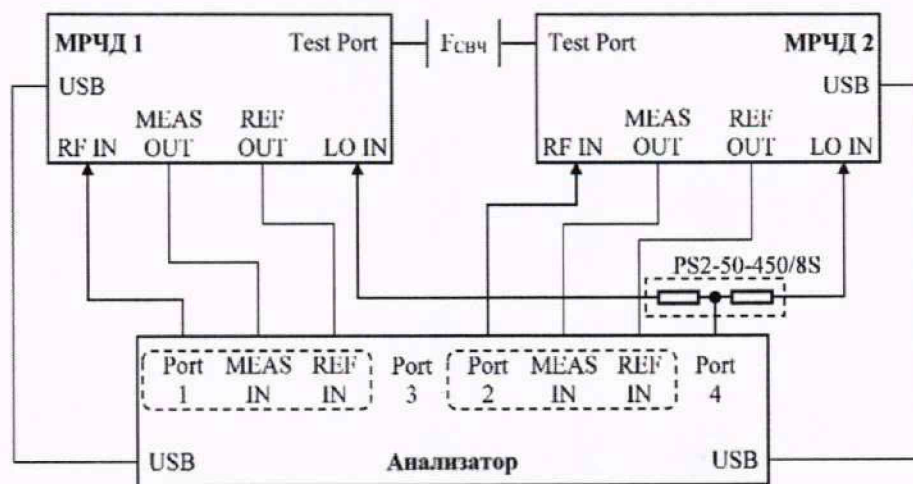 МРЧД 1
Test Port
FСВЧ
Test Port
МРЧД 2
USB
USB
MEAS
REF
MEAS
REF
RF IN
OUT
OUT
LO IN
RF IN
OUT
OUT
LO IN
PS2-50-450/8S
Port
MEAS
REF
Port
Port
MEAS
REF
Port
1
IN
IN
3
2
IN
IN
4
USB
Анализатор
USB